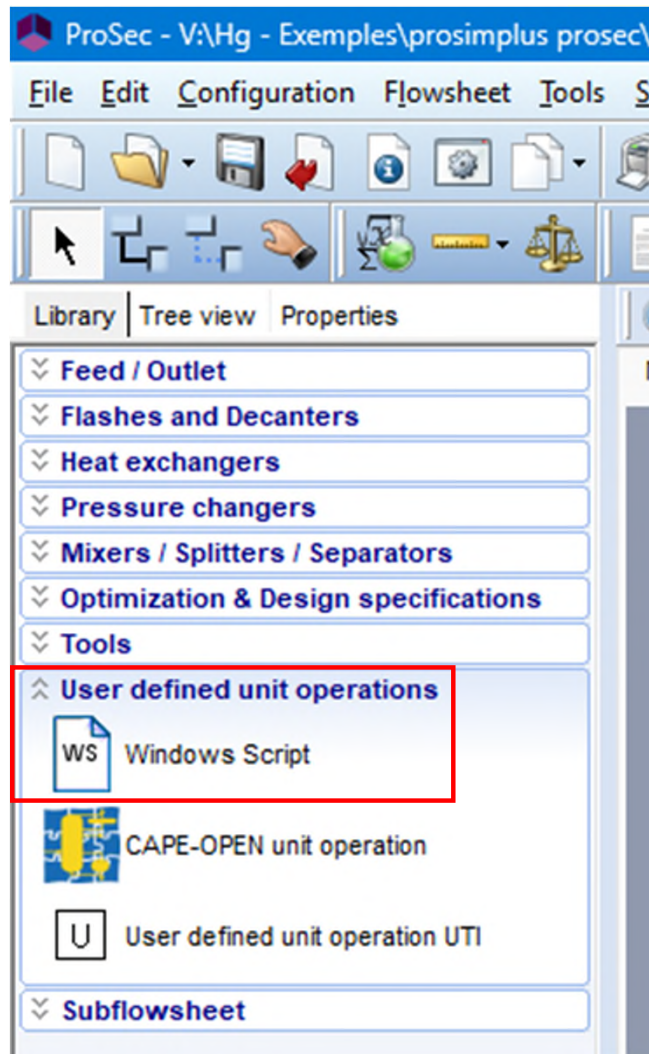 ProSec - V:\Hg - Exemples\prosimplus prosec\
File Edit Configuration Flowsheet Tools S
Library Tree view Properties
Feed / Outlet
Flashes and Decanters
Heat exchangers
Pressure changers
Mixers / Splitters / Separators
Optimization & Design specifications
Tools
User defined unit operations
WS Windows Script
CAPE-OPEN unit operation
U User defined unit operation UTI
Subflowsheet